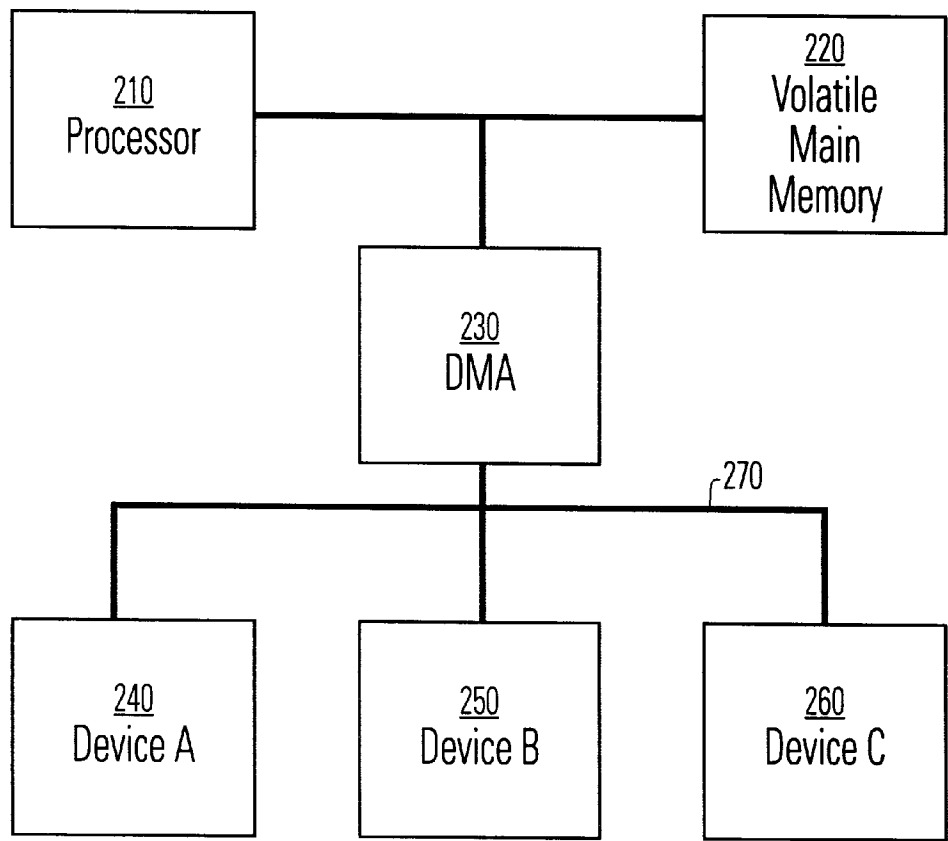 210
Processor
220
Volatile
Main
Memory
230
DMA
270
240
Device A
250
Device B
260
Device C